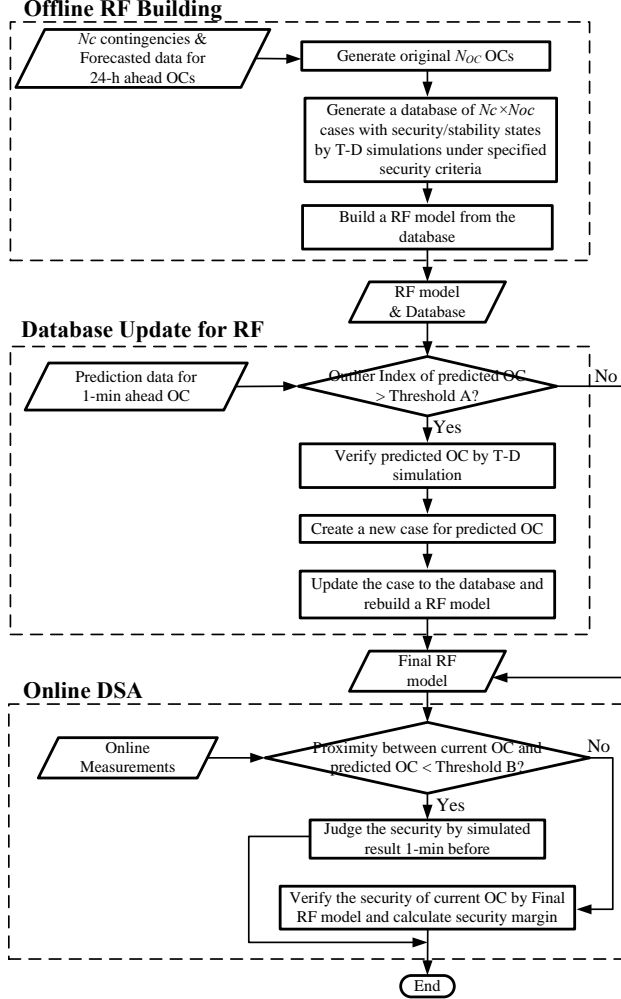 Offline RF Building
Nc contingencies &
Forecasted data for
24-h ahead OCs
Generate original NOC OCs
Generate a database of Nc×Noc
cases with security/stability states
by T-D simulations under specified
security criteria
Build a RF model from the
database
RF model
& Database
Database Update for RF
Prediction data for
1-min ahead OC
Outlier Index of predicted OC
> Threshold A?
No
Yes
Verify predicted OC by T-D
simulation
Create a new case for predicted OC
Update the case to the database and
rebuild a RF model
Final RF
model
Online DSA
Online
Measurements
Proximity between current OC and
predicted OC < Threshold B?
No
Yes
Judge the security by simulated
result 1-min before
Verify the security of current OC by Final
RF model and calculate security margin
End